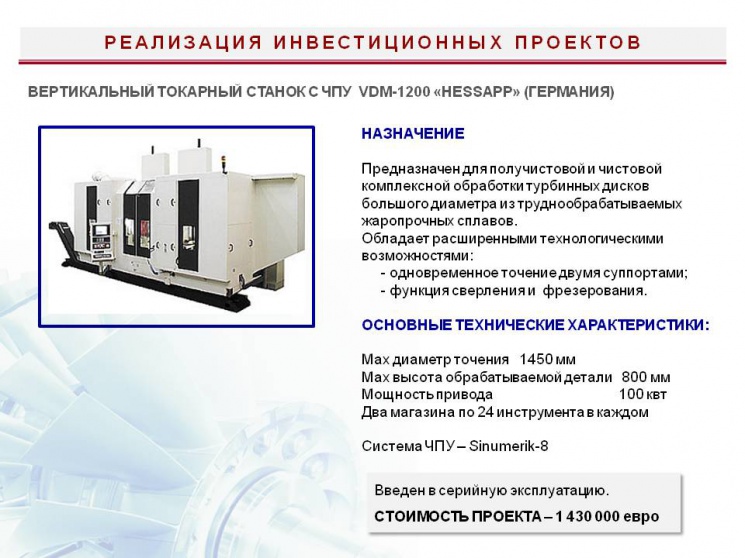 РЕАЛИЗАЦИЯ ИНВЕСТИЦИОННЫХ ПРОЕКТОВ
ВЕРТИКАЛЬНЫЙ ТОКАРНЫЙ СТАНОК С ЧПУ VDM-1200 «HESSAPP» (ГЕРМАНИЯ)
НАЗНАЧЕНИЕ
Предназначен для получистовой и чистовой
комплексной обработки турбинных дисков
большого диаметра из труднообрабатываемых
жаропрочных сплавов.
Обладает расширенными технологическими
возможностями:
- одновременное точение двумя суппортами;
- функция сверления и фрезерования.
ОСНОВНЫЕ ТЕХНИЧЕСКИЕ ХАРАКТЕРИСТИКИ:
Max диаметр точения 1450 мм
Max высота обрабатываемой детали 800 мм
Мощность привода 100 квт
Два магазина по 24 инструмента в каждом
Система ЧПУ – Sinumerik-8
Введен в серийную эксплуатацию.
СТОИМОСТЬ ПРОЕКТА – 1 430 000 евро